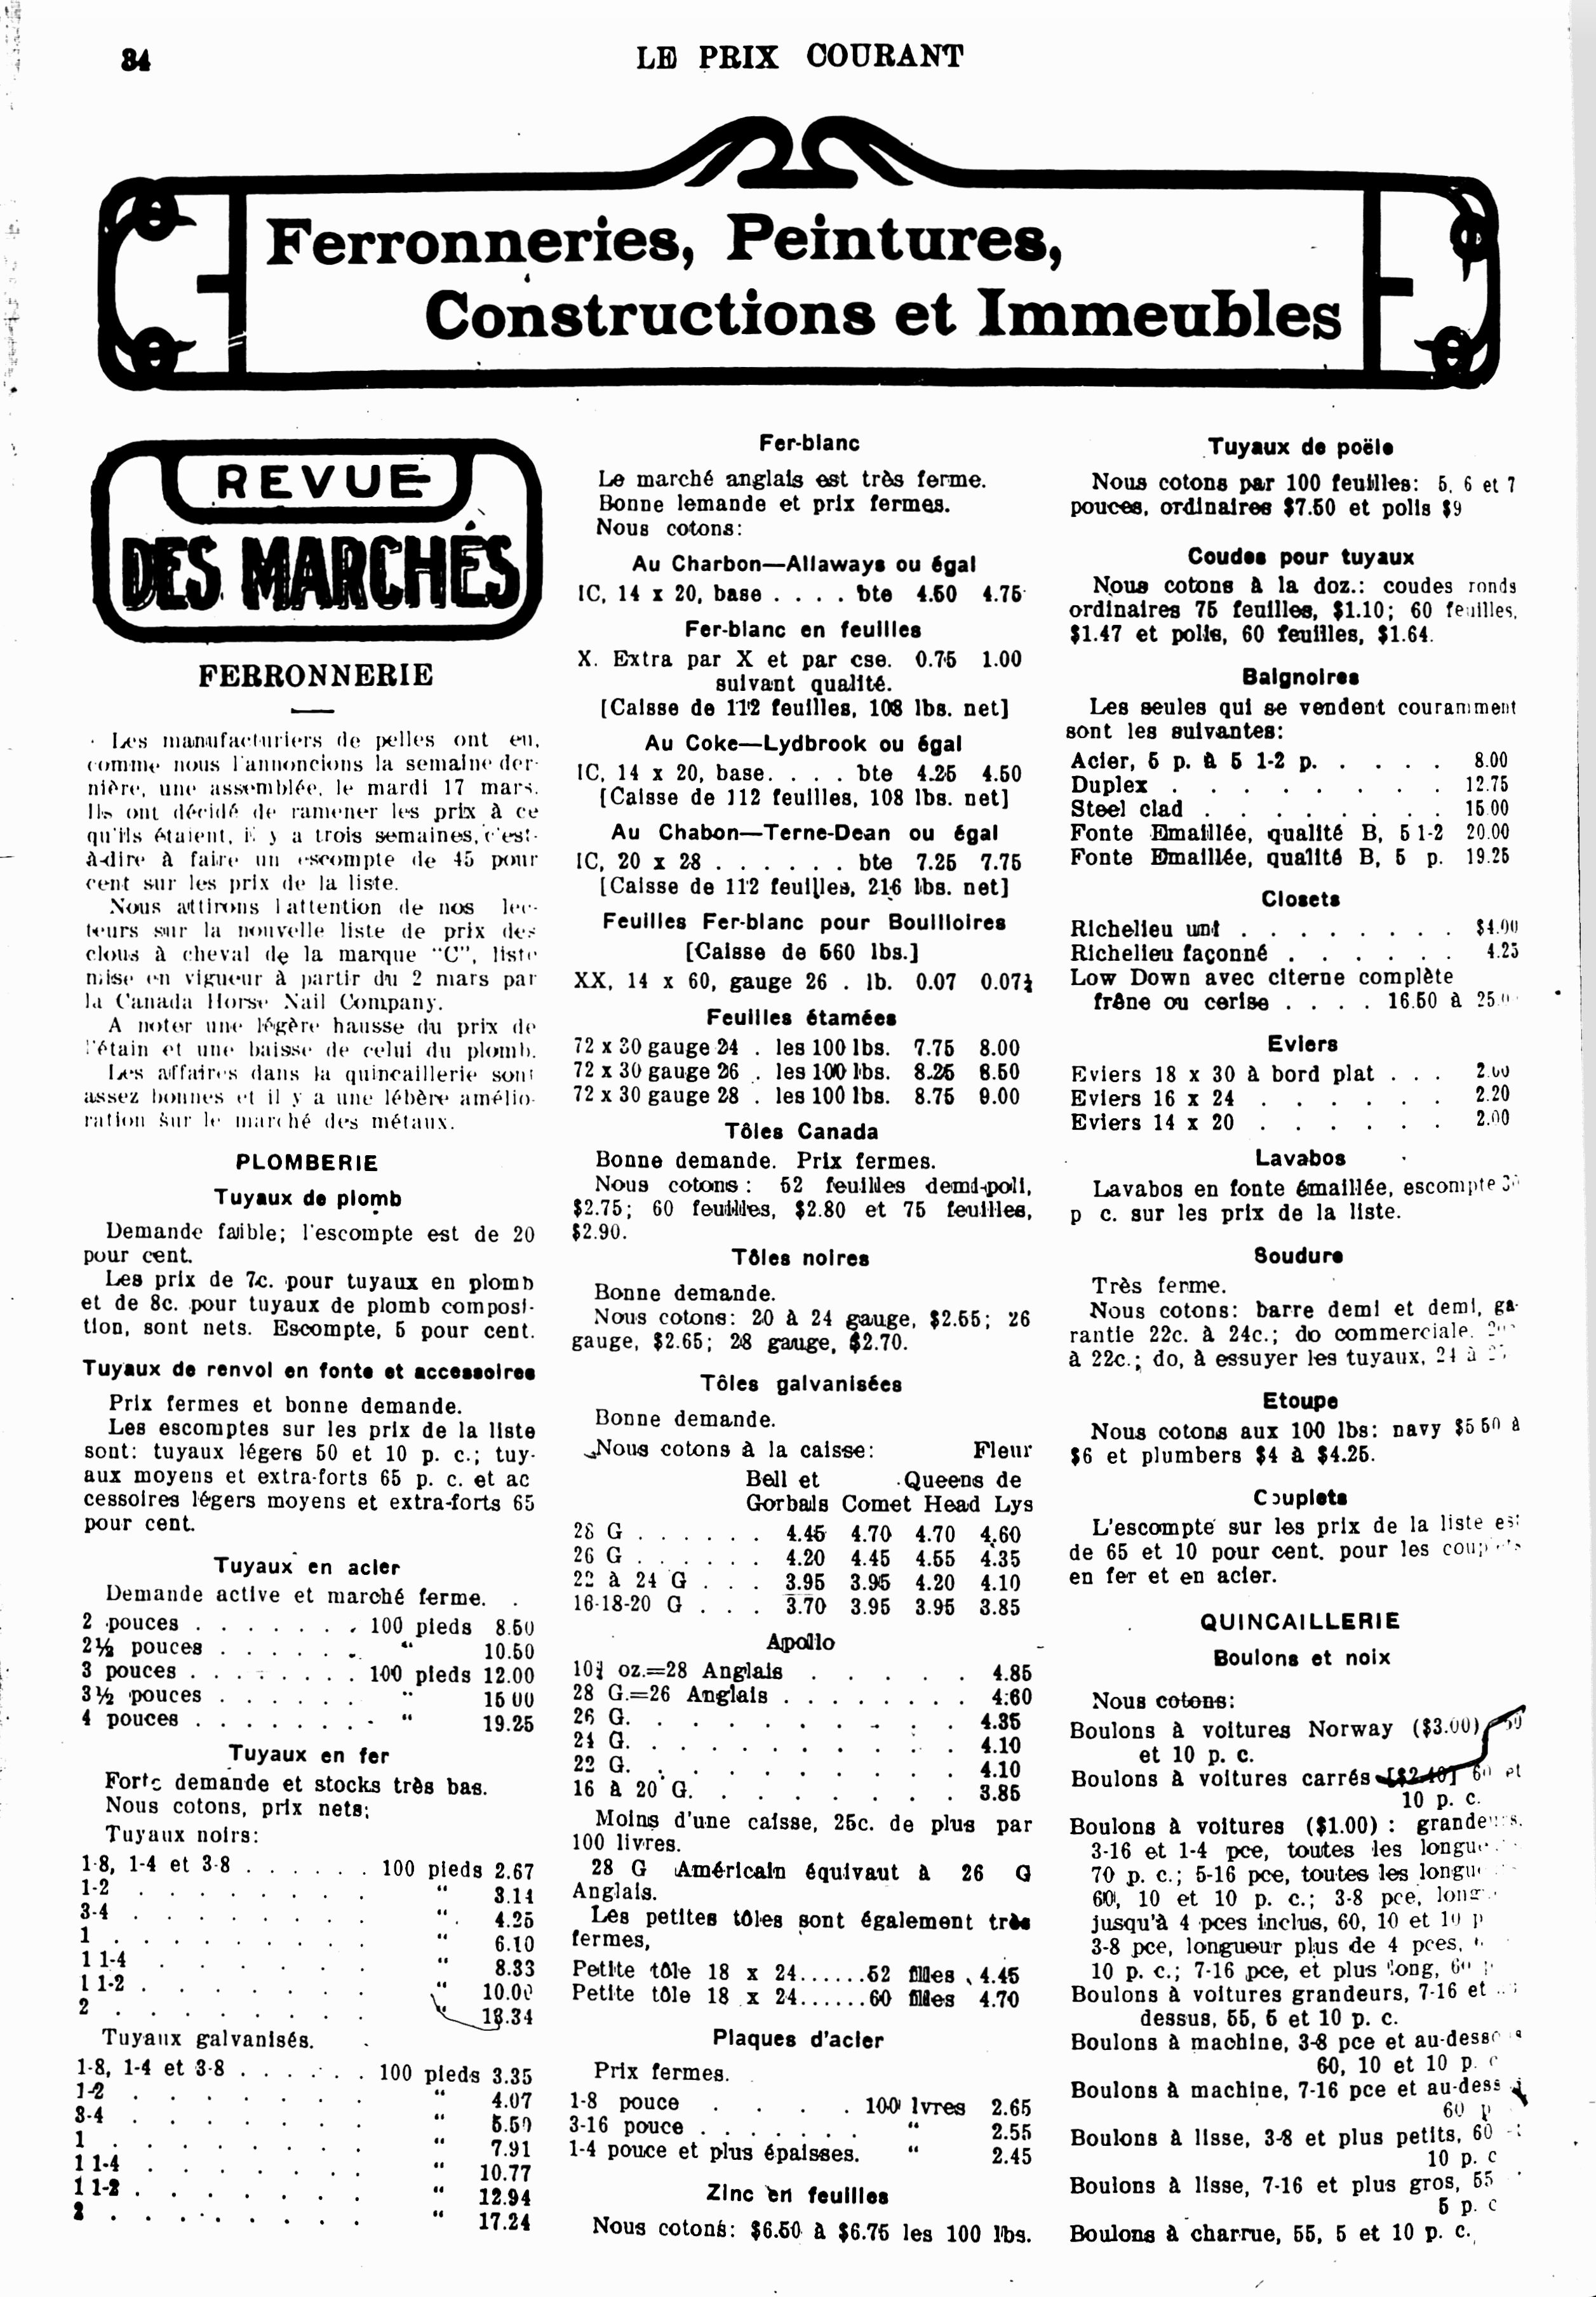 84
LE PRIX COURANT
Ferronneries, Peintures,
Constructions et Immeubles
REVUE
DES MARCHÉS
FERRONNERIE
Les manufacturiers de pelles ont eu,
comme nous l'annoncions la semaine der-
nière, une assemblée, le mardi 17 mars.
Ils ont décidé de ramener les prix à ce
qu'ils étaient, il y a trois semaines, c'est-
à-dire à faire un escompte de 45 pour
cent sur les prix de la liste.
Nous attirons l'attention de nos lec-
teurs sur la nouvelle liste de prix des
clous à cheval de la marque "C", liste
mise en vigueur à partir du 2 mars par
la Canada Horse Nail Company.
A noter une légère hausse du prix de
l'étain et une baisse de celui du plomb.
Les affaires dans la quincaillerie sont
assez bonnes et il y a une lébère amélio-
ration sur le marché des métaux.
PLOMBERIE
Tuyaux de plomb
Demande faible; l'escompte est de 20
pour cent.
Les prix de 7c. pour tuyaux en plomb
et de 8c. pour tuyaux de plomb composi-
tion, sont nets. Escompte, 5 pour cent.
Tuyaux de renvoi en fonte et accessoires
Prix fermes et bonne demande.
Les escomptes sur les prix de la liste
sont: tuyaux légers 50 et 10 p. c.; tuy-
aux moyens et extra-forts 65 p. c. et ac
cessoires légers moyens et extra-forts 65
pour cent.
Tuyaux en acier
Demande active et marché ferme.
2 pouces . . . . . . . 100 pieds 8.50
2½ pouces . . . . . . " 10.50
3 pouces . . . . . . . 100 pieds 12.00
3½ pouces . . . . . . " 15 00
4 pouces . . . . . . . " 19.25
Tuyaux en fer
Forte demande et stocks très bas.
Nous cotons, prix nets;
Tuyaux noirs:
1-8, 1-4 et 3-8 . . . . . . 100 pieds 2.67
1-2 . . . . . . . . " 3.14
3-4 . . . . . . . . " 4.25
1 . . . . . . . . . " 6.10
1 1-4 . . . . . . . " 8.33
1 1-2 . . . . . . . " 10.00
2 . . . . . . . . " 13.34
Tuyaux galvanisés.
1-8, 1-4 et 3-8 . . . . . . 100 pieds 3.35
1-2 . . . . . . . . " 4.07
3-4 . . . . . . . . " 5.50
1 . . . . . . . . . " 7.91
1 1-4 . . . . . . . " 10.77
1 1-2 . . . . . . . " 12.94
2 . . . . . . . . " 17.24
Fer-blanc
Le marché anglais est très ferme.
Bonne lemande et prix fermes.
Nous cotons:
Au Charbon—Allaways ou égal
IC, 14 x 20, base . . . . bte 4.50 4.75
Fer-blanc en feuilles
X. Extra par X et par cse. 0.75 1.00
suivant qualité.
[Caisse de 112 feuilles, 108 lbs. net]
Au Coke—Lydbrook ou égal
IC, 14 x 20, base. . . . bte 4.25 4.50
[Caisse de 112 feuilles, 108 lbs. net]
Au Chabon—Terne-Dean ou égal
IC, 20 x 28 . . . . . . bte 7.25 7.75
[Caisse de 112 feuilles, 216 lbs. net]
Feuilles Fer-blanc pour Bouilloires
[Caisse de 560 lbs.]
XX, 14 x 60, gauge 26 . lb. 0.07 0.07½
Feuilles étamées
72 x 30 gauge 24 . les 100 lbs. 7.75 8.00
72 x 30 gauge 26 . les 100 lbs. 8.25 8.50
72 x 30 gauge 28 . les 100 lbs. 8.75 9.00
Tôles Canada
Bonne demande. Prix fermes.
Nous cotons: 52 feuilles demi-poli,
$2.75; 60 feuilles, $2.80 et 75 feuilles,
$2.90.
Tôles noires
Bonne demande.
Nous cotons: 20 à 24 gauge, $2.55; 26
gauge, $2.65; 28 gauge, $2.70.
Tôles galvanisées
Bonne demande.
Nous cotons à la caisse: Fleur
Bell et Queens de
Gorbals Comet Head Lys
28 G . . . . . . 4.45 4.70 4.70 4.60
26 G . . . . . . 4.20 4.45 4.55 4.35
22 à 24 G . . . 3.95 3.95 4.20 4.10
16-18-20 G . . . 3.70 3.95 3.95 3.85
Apollo
10¾ oz.=28 Anglais . . . . . 4.85
28 G.=26 Anglais . . . . . . . . 4.60
26 G. . . . . . . . . . . 4.35
24 G. . . . . . . . . . . 4.10
22 G. . . . . . . . . . . 4.10
16 à 20 G. . . . . . . . . 3.85
Moins d'une caisse, 25c. de plus par
100 livres.
28 G Américain équivaut à 26 G
Anglais.
Les petites tôles sont également très
fermes,
Petite tôle 18 x 24......52 flles 4.45
Petite tôle 18 x 24......60 flles 4.70
Plaques d'acier
Prix fermes.
1-8 pouce . . . . 100 lvres 2.65
3-16 pouce . . . . . . . " 2.55
1-4 pouce et plus épaisses. " 2.45
Zinc en feuilles
Nous cotons: $6.50 à $6.75 les 100 lbs.
Tuyaux de poële
Nous cotons par 100 feuilles: 5, 6 et 7
pouces, ordinaires $7.50 et polis $9
Coudes pour tuyaux
Nous cotons à la doz.: coudes ronds
ordinaires 75 feuilles, $1.10; 60 feuilles,
$1.47 et polis, 60 feuilles, $1.64.
Baignoires
Les seules qui se vendent couramment
sont les suivantes:
Acier, 5 p. à 5 1-2 p. . . . . . 8.00
Duplex . . . . . . . . 12.75
Steel clad . . . . . . . . 15.00
Fonte Emaillée, qualité B, 5 1-2 20.00
Fonte Emaillée, qualité B, 5 p. 19.25
Closets
Richelieu uni . . . . . . . . $4.00
Richelieu façonné . . . . . . 4.25
Low Down avec citerne complète
frêne ou cerise . . . . 16.50 à
Eviers
Eviers 18 x 30 à bord plat . . . 2.60
Eviers 16 x 24 . . . . . . 2.20
Eviers 14 x 20 . . . . . . 2.00
Lavabos
Lavabos en fonte émaillée, escompte
p c. sur les prix de la liste.
Soudure
Très ferme.
Nous cotons: barre demi et demi, ga-
rantie 22c. à 24c.; do commerciale,
à 22c.; do, à essuyer les tuyaux, 24 à
Etoupe
Nous cotons aux 100 lbs: navy $5 50 à
$6 et plumbers $4 à $4.25.
Couplets
L'escompte sur les prix de la liste est
de 65 et 10 pour cent. pour les couplets
en fer et en acier.
QUINCAILLERIE
Boulons et noix
Nous cotons:
Boulons à voitures Norway ($3.00)
et 10 p. c.
Boulons à voitures carrés [$2.40] 60 et
10 p. c.
Boulons à voitures ($1.00) : grandeurs.
3-16 et 1-4 pce, toutes les
70 p. c.; 5-16 pce, toutes les
60, 10 et 10 p. c.; 3-8 pce,
jusqu'à 4 pces inclus, 60, 10 et 10 p
3-8 pce, longueur plus de 4 pces,
10 p. c.; 7-16 pce, et plus long, 60
Boulons à voitures grandeurs, 7-16 et
dessus, 55, 5 et 10 p. c.
Boulons à machine, 3-8 pce et
60, 10 et 10 p. c
Boulons à machine, 7-16 pce et
60 p
Boulons à lisse, 3-8 et plus petits, 60
10 p. c
Boulons à lisse, 7-16 et plus gros, 55
5 p. c
Boulons à charrue, 55, 5 et 10 p. c.